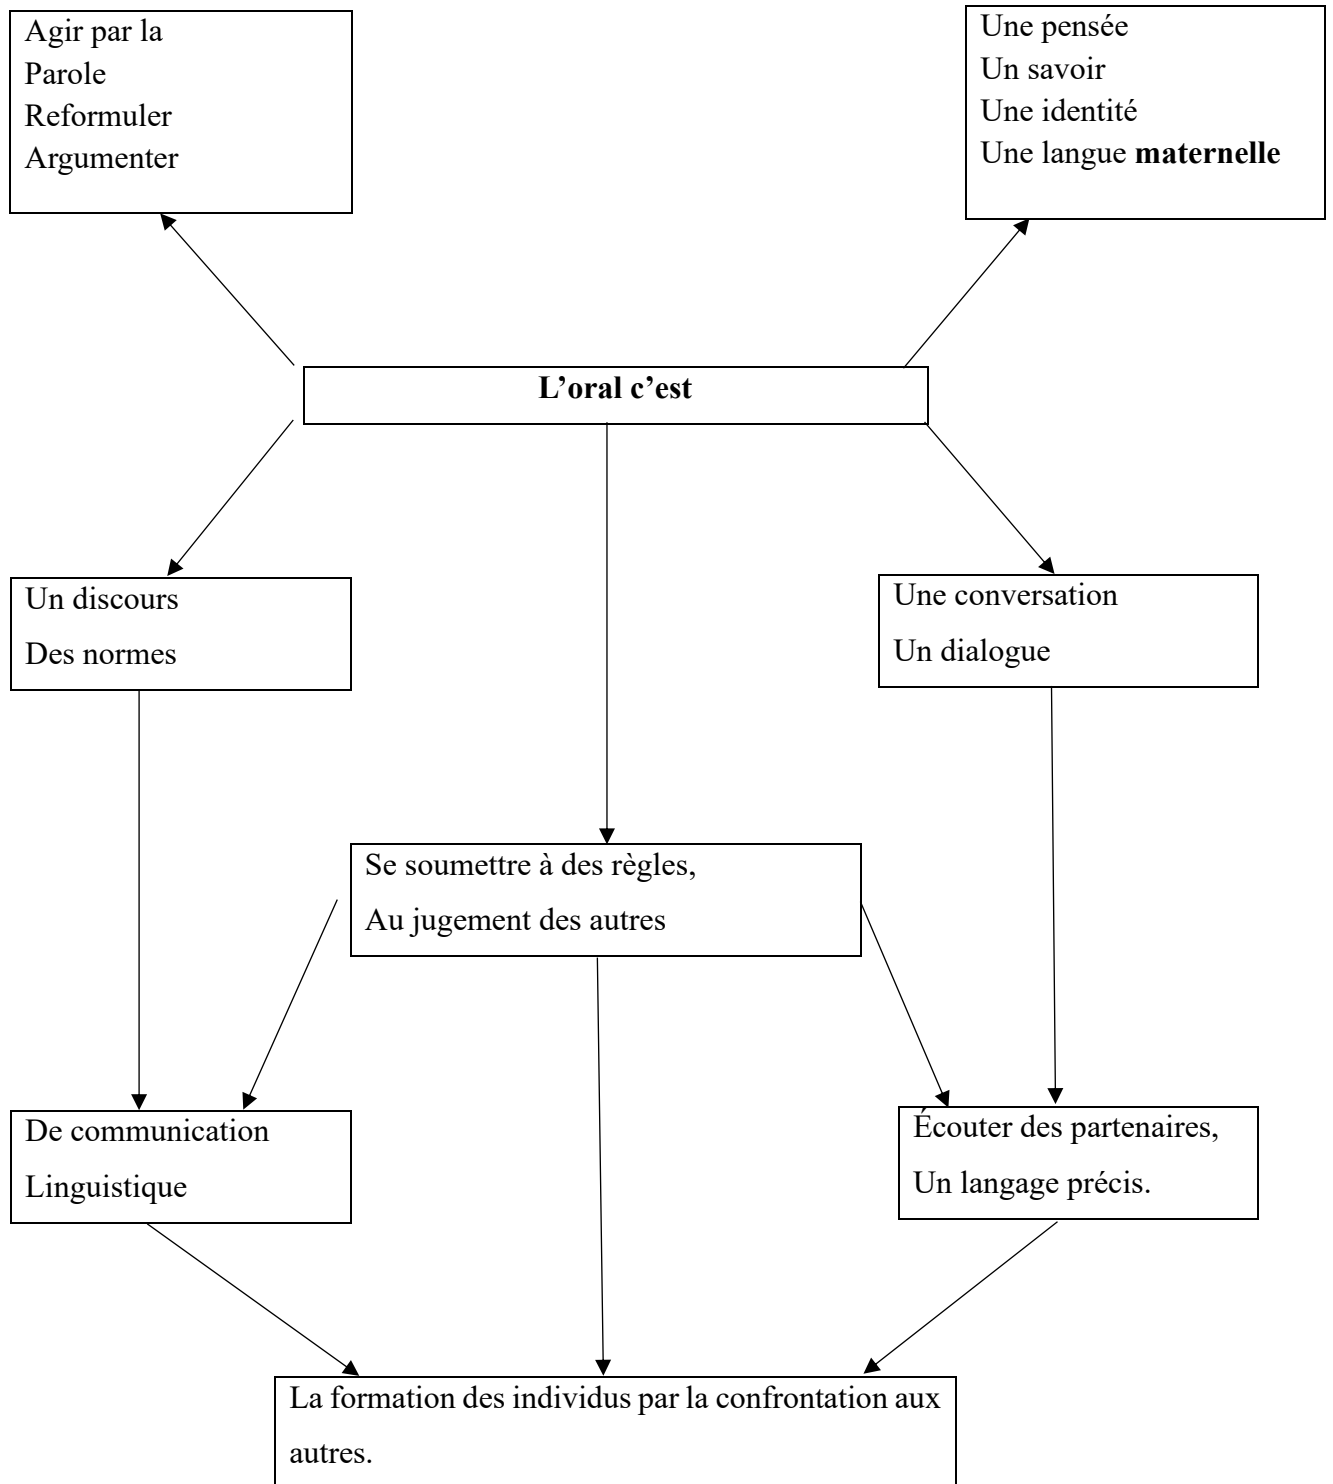 Agir par la
Parole
Reformuler
Argumenter
Une pensée
Un savoir
Une identité
Une langue maternelle
L’oral c’est
Un discours
Des normes
Une conversation
Un dialogue
Se soumettre à des règles,
Au jugement des autres
De communication
Linguistique
Écouter des partenaires,
Un langage précis.
La formation des individus par la confrontation aux
autres.